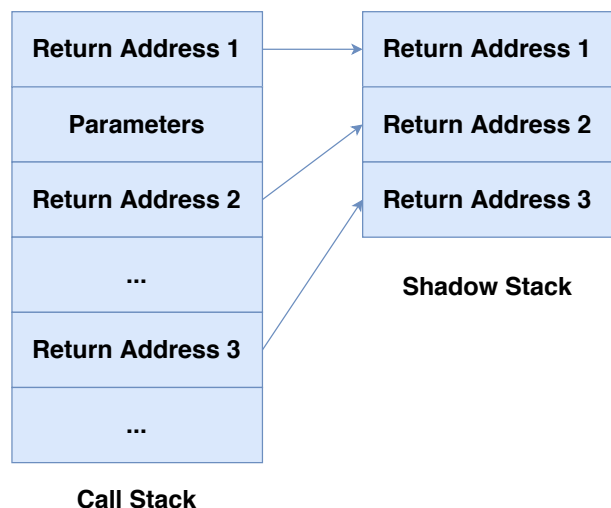 Return Address 1
Parameters
Return Address 2
...
Return Address 3
...
Call Stack
Return Address 1
Return Address 2
Return Address 3
Shadow Stack